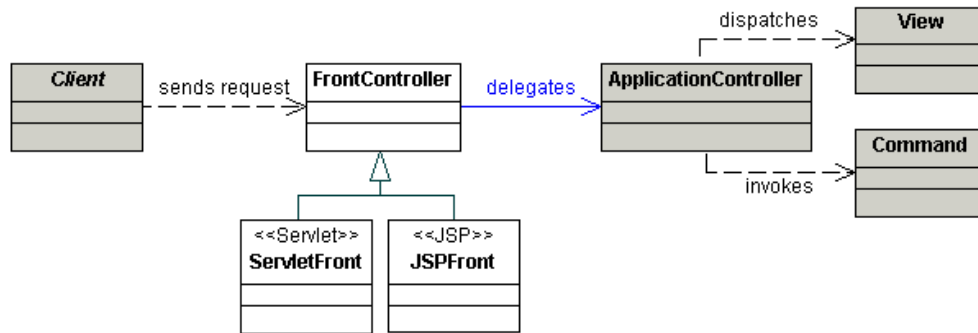 dispatches
View
Client
sends request
FrontController
delegates
ApplicationController
Command
invokes
<<Servlet>>
ServletFront
<<JSP>>
JSPFront